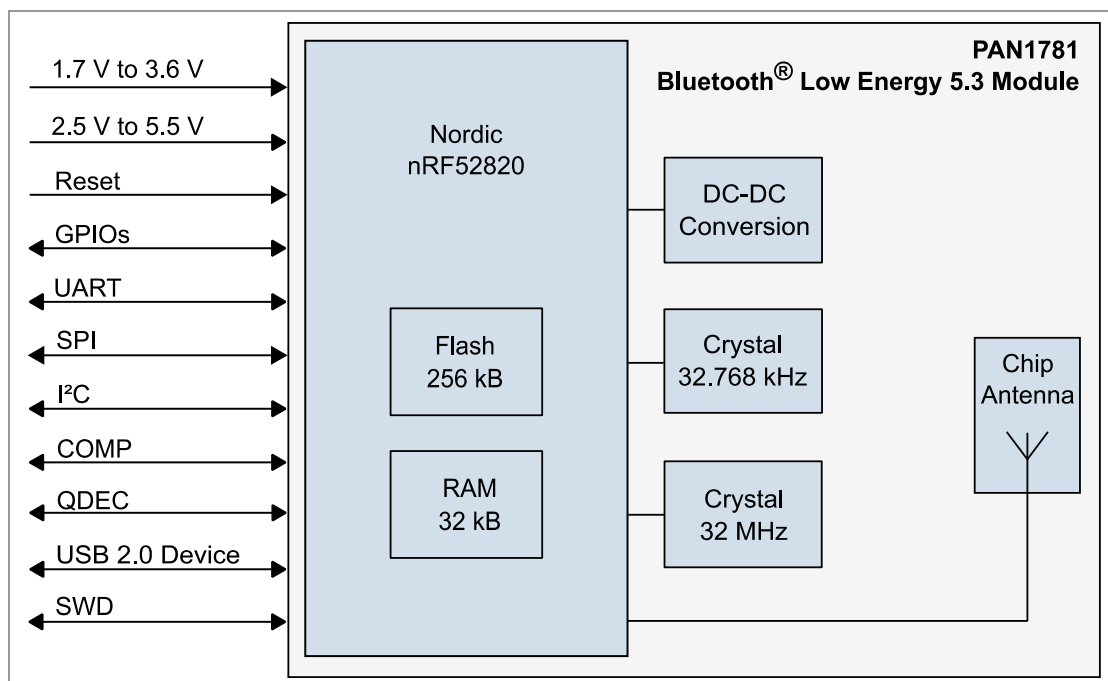 PAN1781
Bluetooth® Low Energy 5.3 Module
1.7 V to 3.6 V
2.5 V to 5.5 V
Reset
GPIOs
UART
SPI
I²C
COMP
QDEC
USB 2.0 Device
SWD
Nordic
nRF52820
Flash
256 kB
RAM
32 kB
DC-DC
Conversion
Crystal
32.768 kHz
Crystal
32 MHz
Chip
Antenna